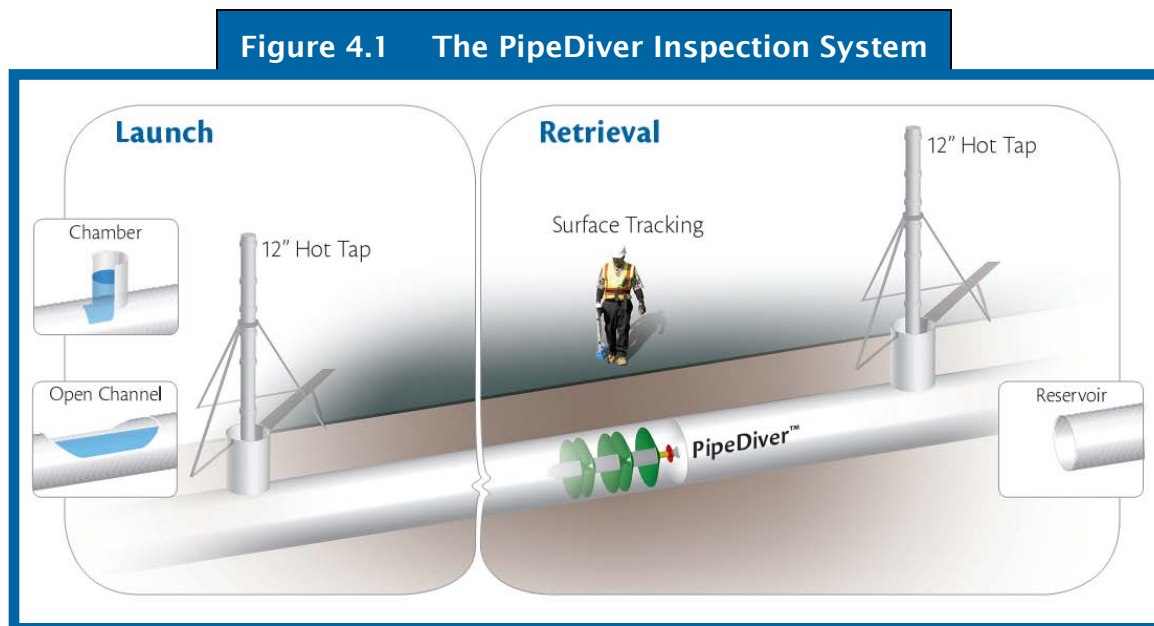 Figure 4.1 The PipeDiver Inspection System
Launch
Chamber
12” Hot Tap
Open Channel
Retrieval
12” Hot Tap
Surface Tracking
PipeDiver™
Reservoir